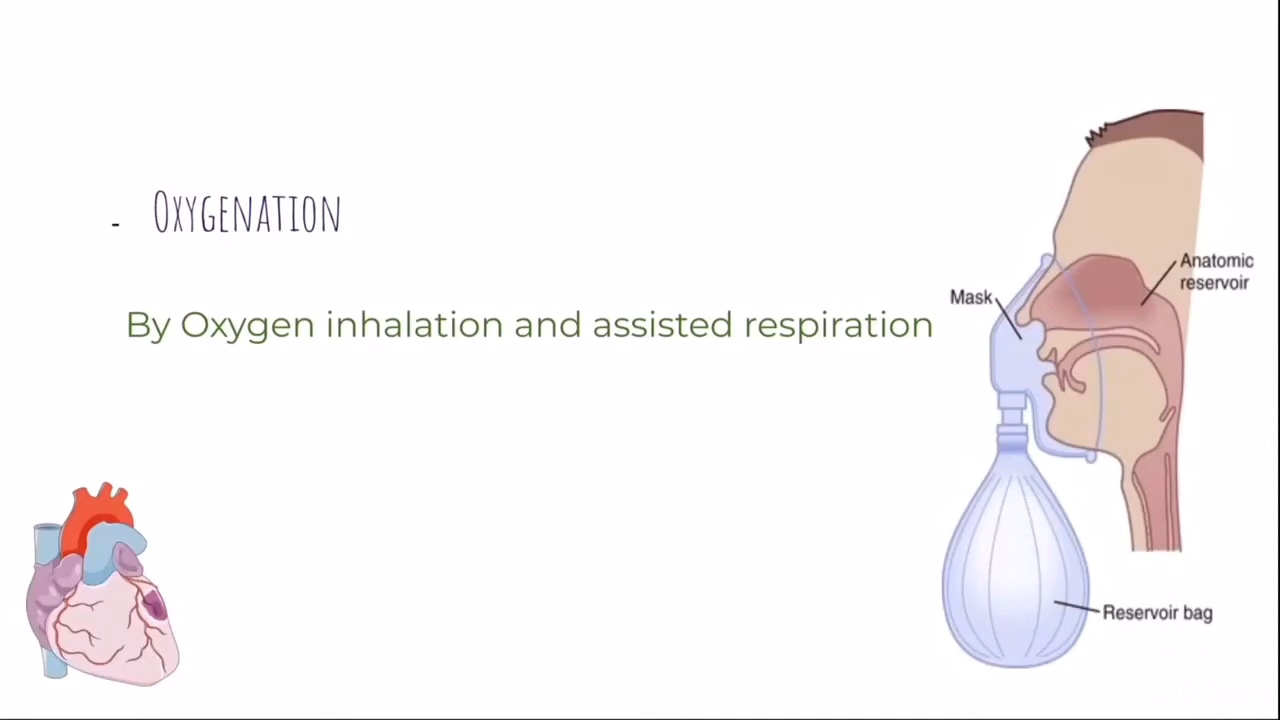 - Oxygenation
By Oxygen inhalation and assisted respiration
Mask
Anatomic
reservoir
Reservoir bag